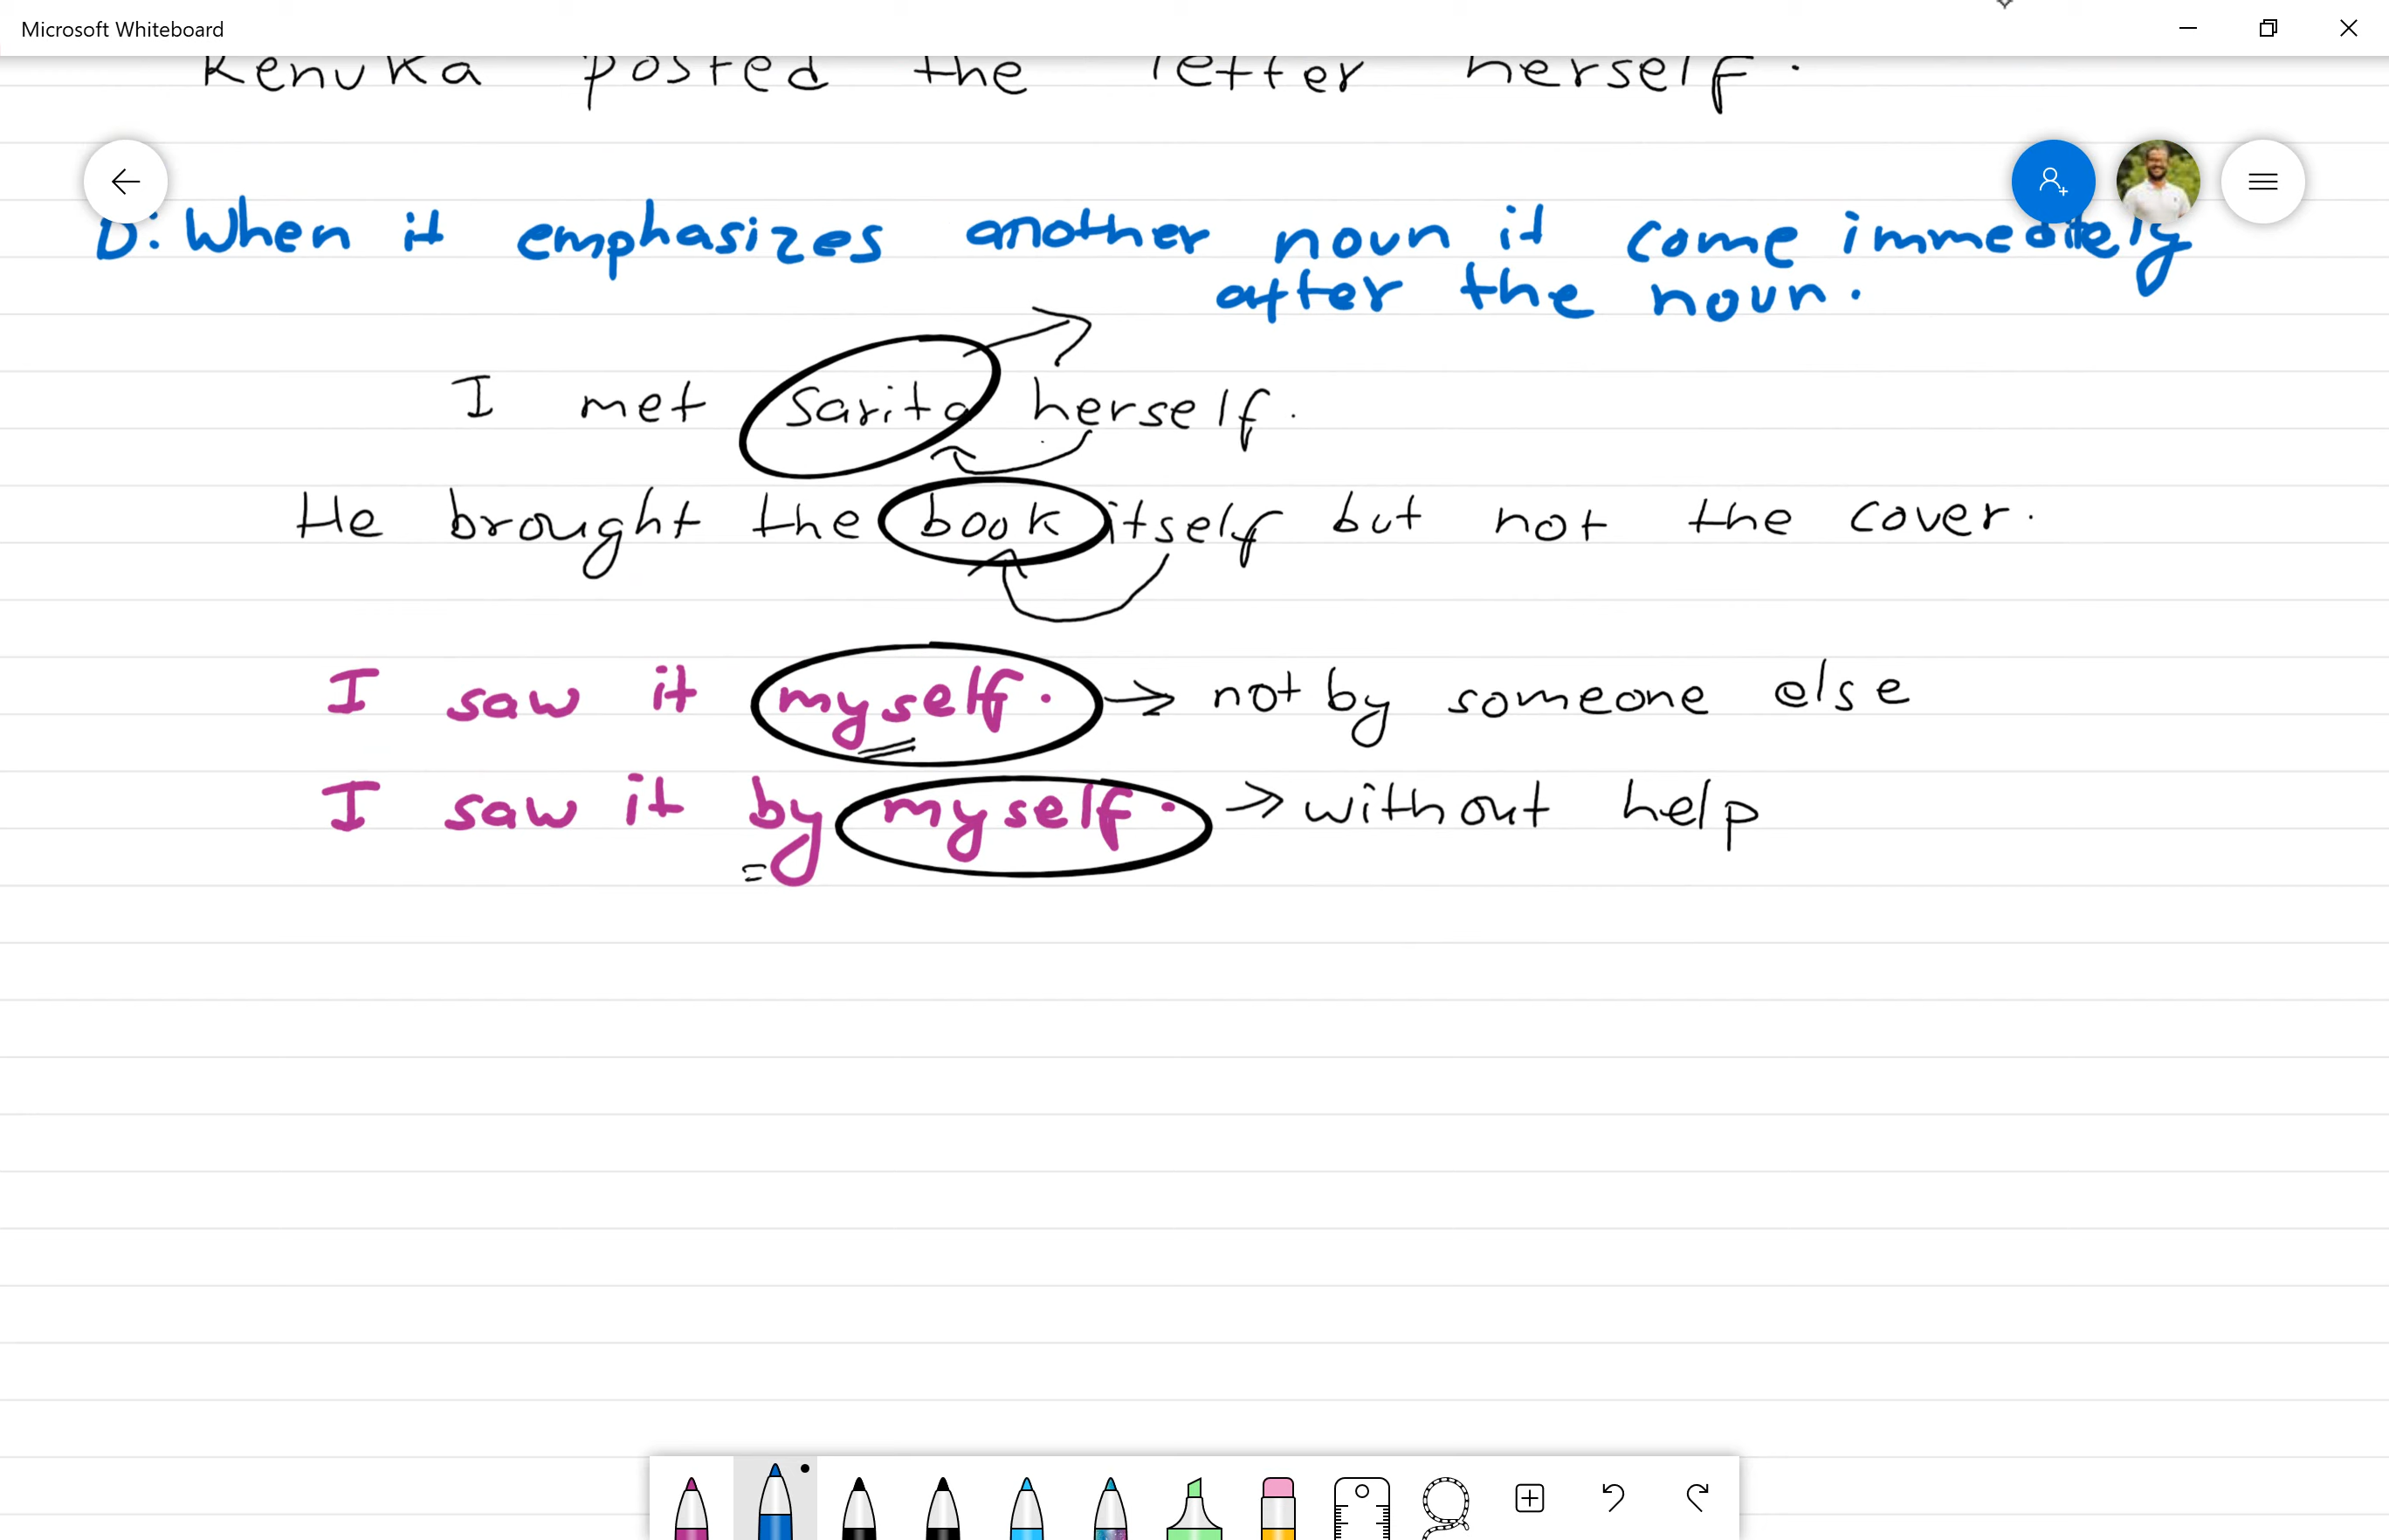 Microsoft Whiteboard
Renuka posted the letter herself.
D: When it emphasizes another noun it come immeditely
after the noun.
I met Sarita herself.
He brought the book itself but not the cover.
I saw it myself. → not by someone else
I saw it by myself. → without help